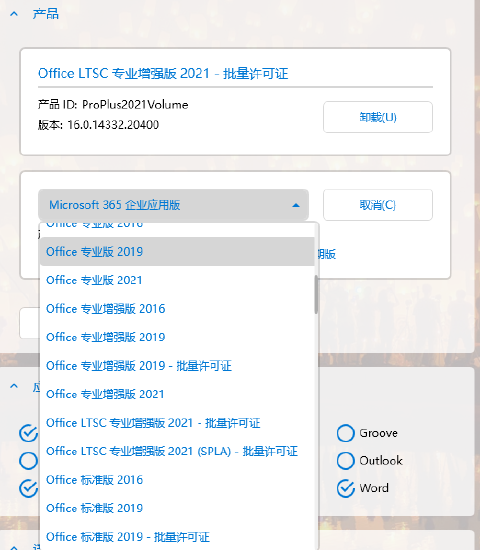 产品
Office LTSC 专业增强版 2021 - 批量许可证
产品 ID: ProPlus2021Volume
版本: 16.0.14332.20400
卸载(U)
Microsoft 365 企业应用版
取消(C)
Office 专业版 2016
期版
Office 专业版 2019
Office 专业版 2021
Office 专业增强版 2016
Office 专业增强版 2019
Office 专业增强版 2019 - 批量许可证
Office 专业增强版 2021
Office LTSC 专业增强版 2021 - 批量许可证
Office LTSC 专业增强版 2021 (SPLA) - 批量许可证
Office 标准版 2016
Office 标准版 2019
Office 标准版 2019 - 批量许可证
Groove
Outlook
Word